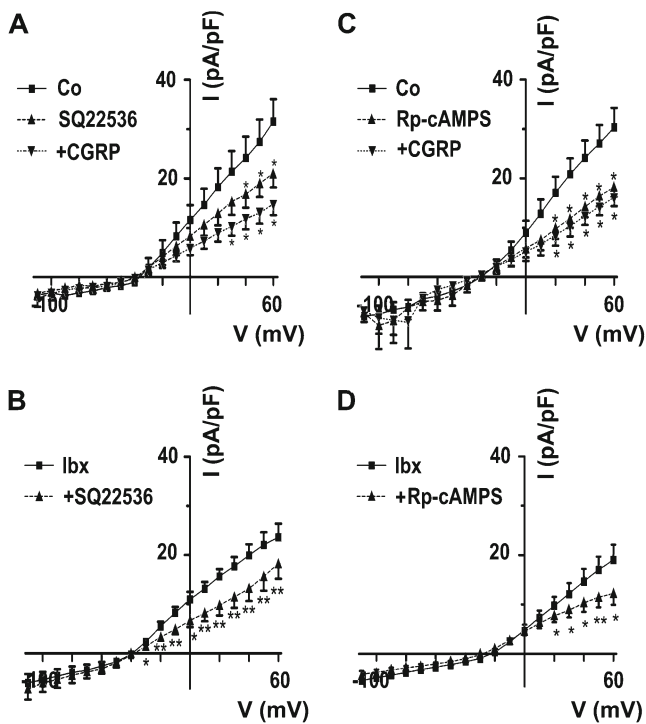 A
I (pA/pF)
40
Co
SQ22536
+CGRP
20
* * *
* * * *
-100
60
V (mV)
C
I (pA/pF)
40
Co
Rp-cAMPS
+CGRP
20
* * * * *
* * * * *
-100
60
V (mV)
B
I (pA/pF)
40
Ibx
+SQ22536
20
* ** ** * ** ** ** ** ** **
-100
60
V (mV)
D
I (pA/pF)
40
Ibx
+Rp-cAMPS
20
* * * ** *
-100
60
V (mV)